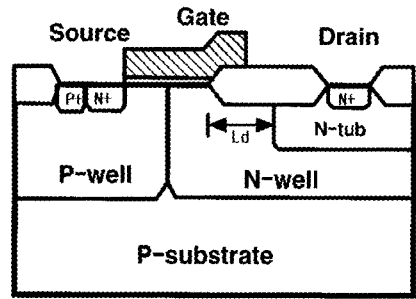 Gate
Source
Drain
P+ N+
N+
Ld
N-tub
P-well
N-well
P-substrate